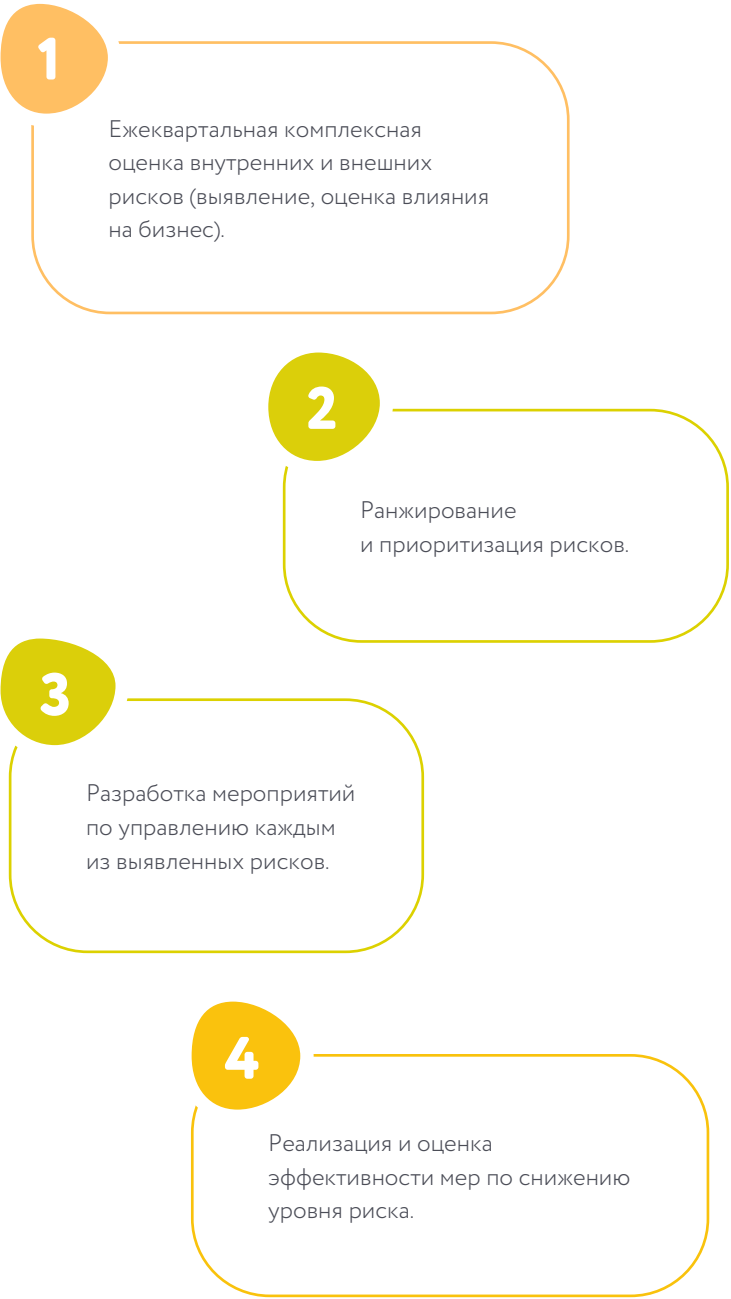 1
Ежеквартальная комплексная
оценка внутренних и внешних
рисков (выявление, оценка влияния
на бизнес).
2
Ранжирование
и приоритизация рисков.
3
Разработка мероприятий
по управлению каждым
из выявленных рисков.
4
Реализация и оценка
эффективности мер по снижению
уровня риска.